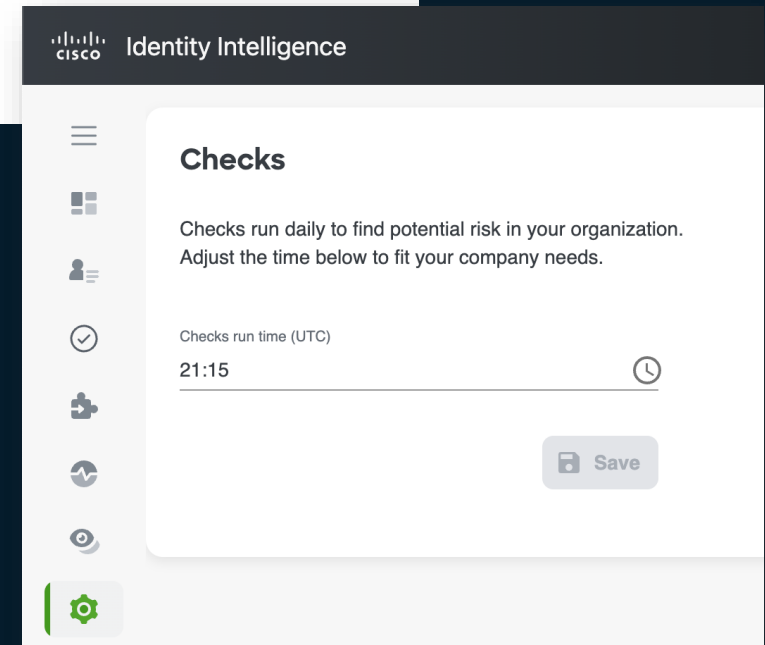 CISCO
Identity Intelligence
Checks
Checks run daily to find potential risk in your organization.
Adjust the time below to fit your company needs.
Checks run time (UTC)
21:15
Save